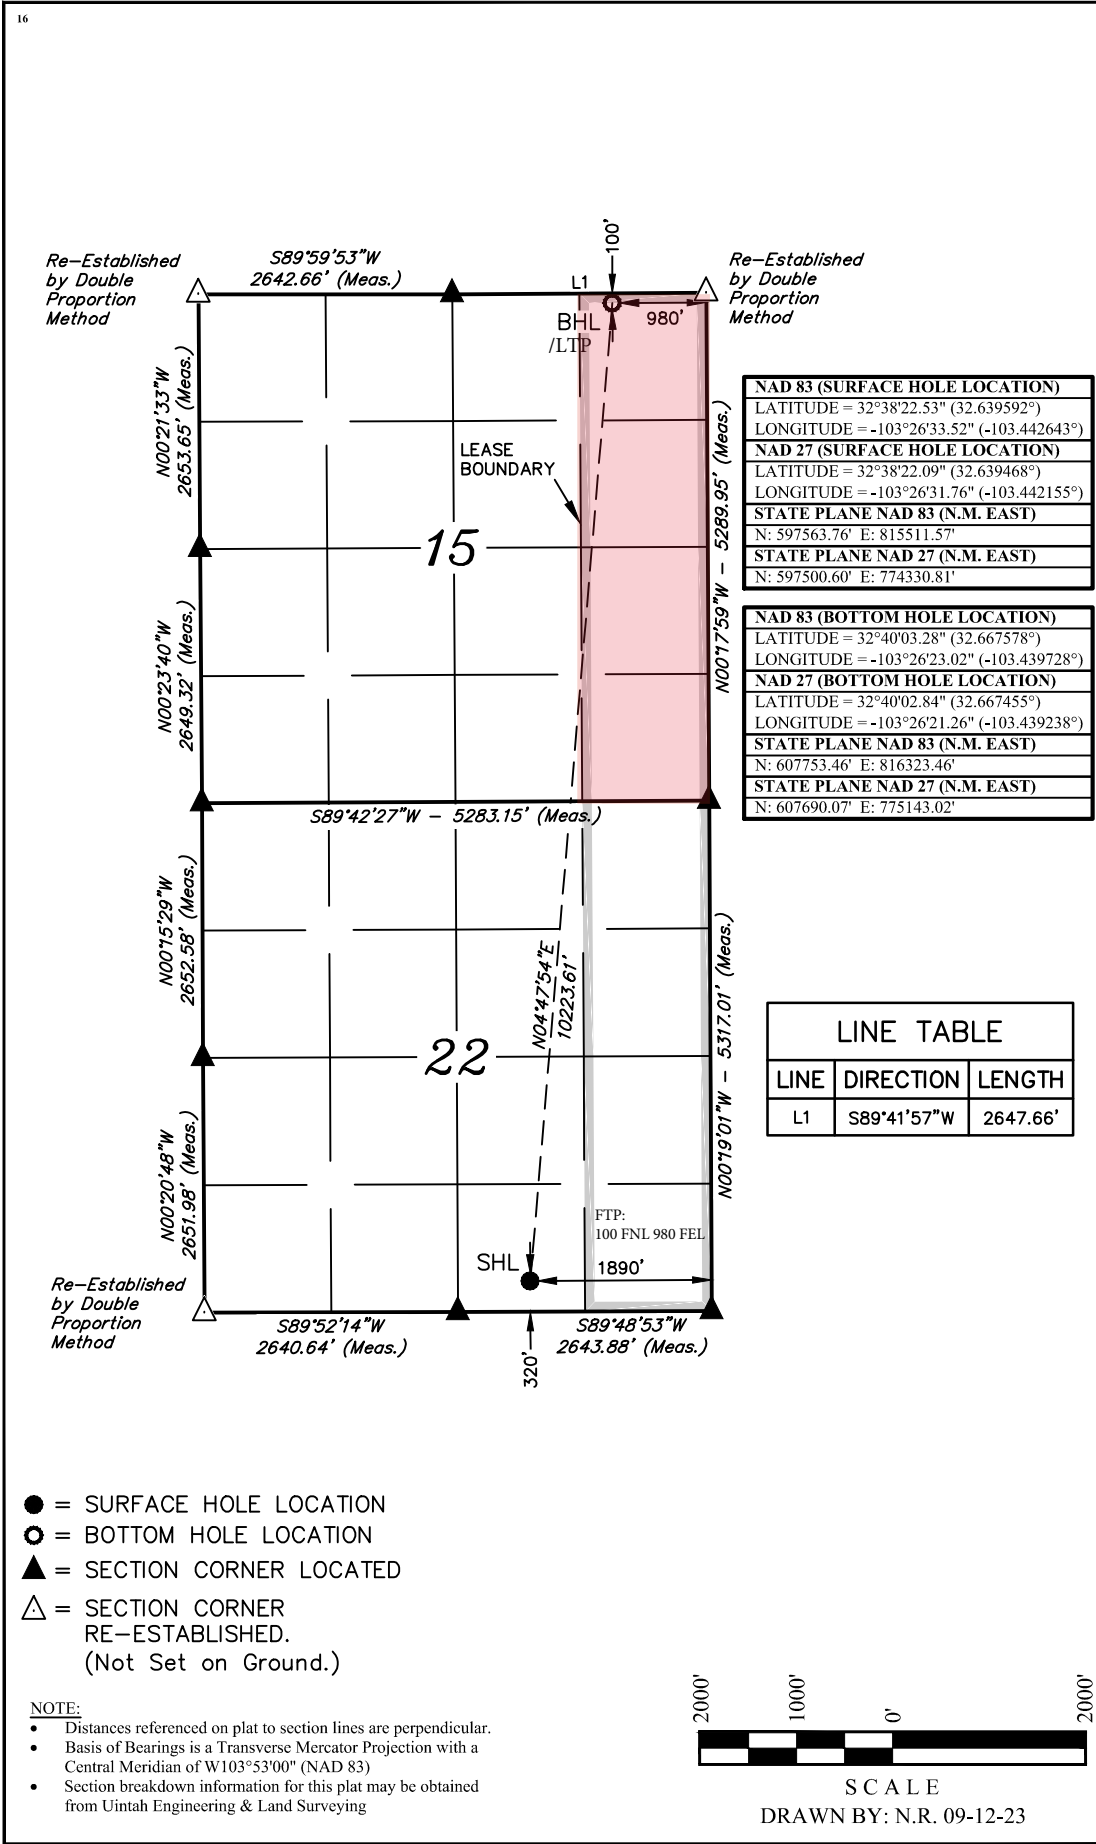 16
Re-Established
by Double
Proportion
Method
S89°59'53"W
2642.66' (Meas.)
L1
100'
Re-Established
by Double
Proportion
Method
BHL
/LTP
980'
N00°21'33"W
2653.65' (Meas.)
LEASE
BOUNDARY
15
N00°17'59"W - 5289.95' (Meas.)
N00°23'40"W
2649.32' (Meas.)
S89°42'27"W - 5283.15' (Meas.)
NAD 83 (SURFACE HOLE LOCATION)
LATITUDE = 32°38'22.53" (32.639592°)
LONGITUDE = -103°26'33.52" (-103.442643°)
NAD 27 (SURFACE HOLE LOCATION)
LATITUDE = 32°38'22.09" (32.639468°)
LONGITUDE = -103°26'31.76" (-103.442155°)
STATE PLANE NAD 83 (N.M. EAST)
N: 597563.76' E: 815511.57'
STATE PLANE NAD 27 (N.M. EAST)
N: 597500.60' E: 774330.81'
NAD 83 (BOTTOM HOLE LOCATION)
LATITUDE = 32°40'03.28" (32.667578°)
LONGITUDE = -103°26'23.02" (-103.439728°)
NAD 27 (BOTTOM HOLE LOCATION)
LATITUDE = 32°40'02.84" (32.667455°)
LONGITUDE = -103°26'21.26" (-103.439238°)
STATE PLANE NAD 83 (N.M. EAST)
N: 607753.46' E: 816323.46'
STATE PLANE NAD 27 (N.M. EAST)
N: 607690.07' E: 775143.02'
N00°15'29"W
2652.58' (Meas.)
N04°47'54"E
10223.61'
22
N00°19'01"W - 5317.01' (Meas.)
N00°20'48"W
2651.98' (Meas.)
FTP:
100 FNL 980 FEL
SHL
1890'
Re-Established
by Double
Proportion
Method
S89°52'14"W
2640.64' (Meas.)
320'
S89°48'53"W
2643.88' (Meas.)
LINE TABLE
LINE DIRECTION LENGTH
L1 S89°41'57"W 2647.66'
= SURFACE HOLE LOCATION
= BOTTOM HOLE LOCATION
= SECTION CORNER LOCATED
= SECTION CORNER
RE-ESTABLISHED.
(Not Set on Ground.)
NOTE:
• Distances referenced on plat to section lines are perpendicular.
• Basis of Bearings is a Transverse Mercator Projection with a
Central Meridian of W103°53'00" (NAD 83)
• Section breakdown information for this plat may be obtained
from Uintah Engineering & Land Surveying
2000' 1000' 0' 2000'
SCALE
DRAWN BY: N.R. 09-12-23